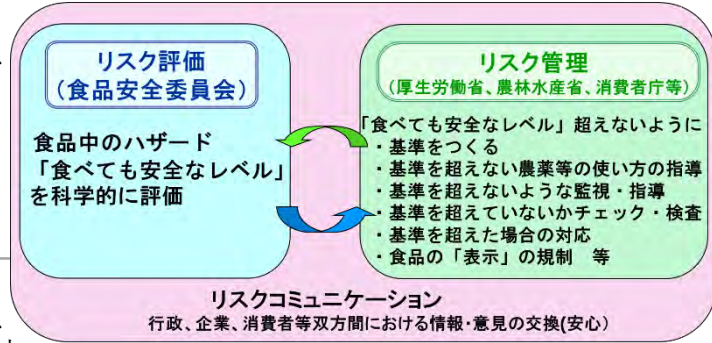 リスク評価
（食品安全委員会）
食品中のハザード
「食べても安全なレベル」
を科学的に評価
リスク管理
（厚生労働省、農林水産省、消費者庁等）
「食べても安全なレベル」超えないように
・基準をつくる
・基準を超えない農薬等の使い方の指導
・基準を超えないような監視・指導
・基準を超えていないかチェック・検査
・基準を超えた場合の対応
・食品の「表示」の規制　等
リスクコミュニケーション
行政、企業、消費者等双方間における情報・意見の交換(安心）